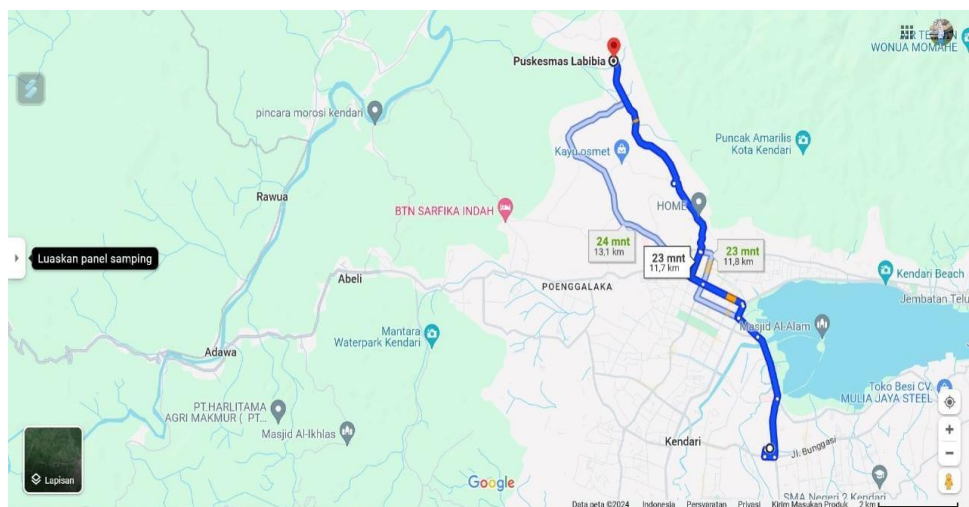 WONUA MOMAHE
Puskesmas Labibia
pincara morosi kendari
Puncak Amarilis
Kota Kendari
Kayu osmet
Rawua
HOME
BTN SARFIKA INDAH
24 mnt
13,1 km
23 mnt
11,7 km
23 mnt
11,8 km
Luaskan panel samping
Kendari Beach
Abeli
POENGGALAKA
Jembatan Telu
Mantara
Waterpark Kendari
Masjid Al-Alam
Adawa
Toko Besi CV.
MULIA JAYA STEEL
PT.HARLITAMA
AGRI MAKMUR ( PT...
Masjid Al-Ikhlas
Kendari
Jl. Bunggasi
Lapisan
Google
SMA Negeri 2 Kendari
Data peta ©2024 Indonesia Persyaratan Privasi Kirim Masukan Produk 2 km